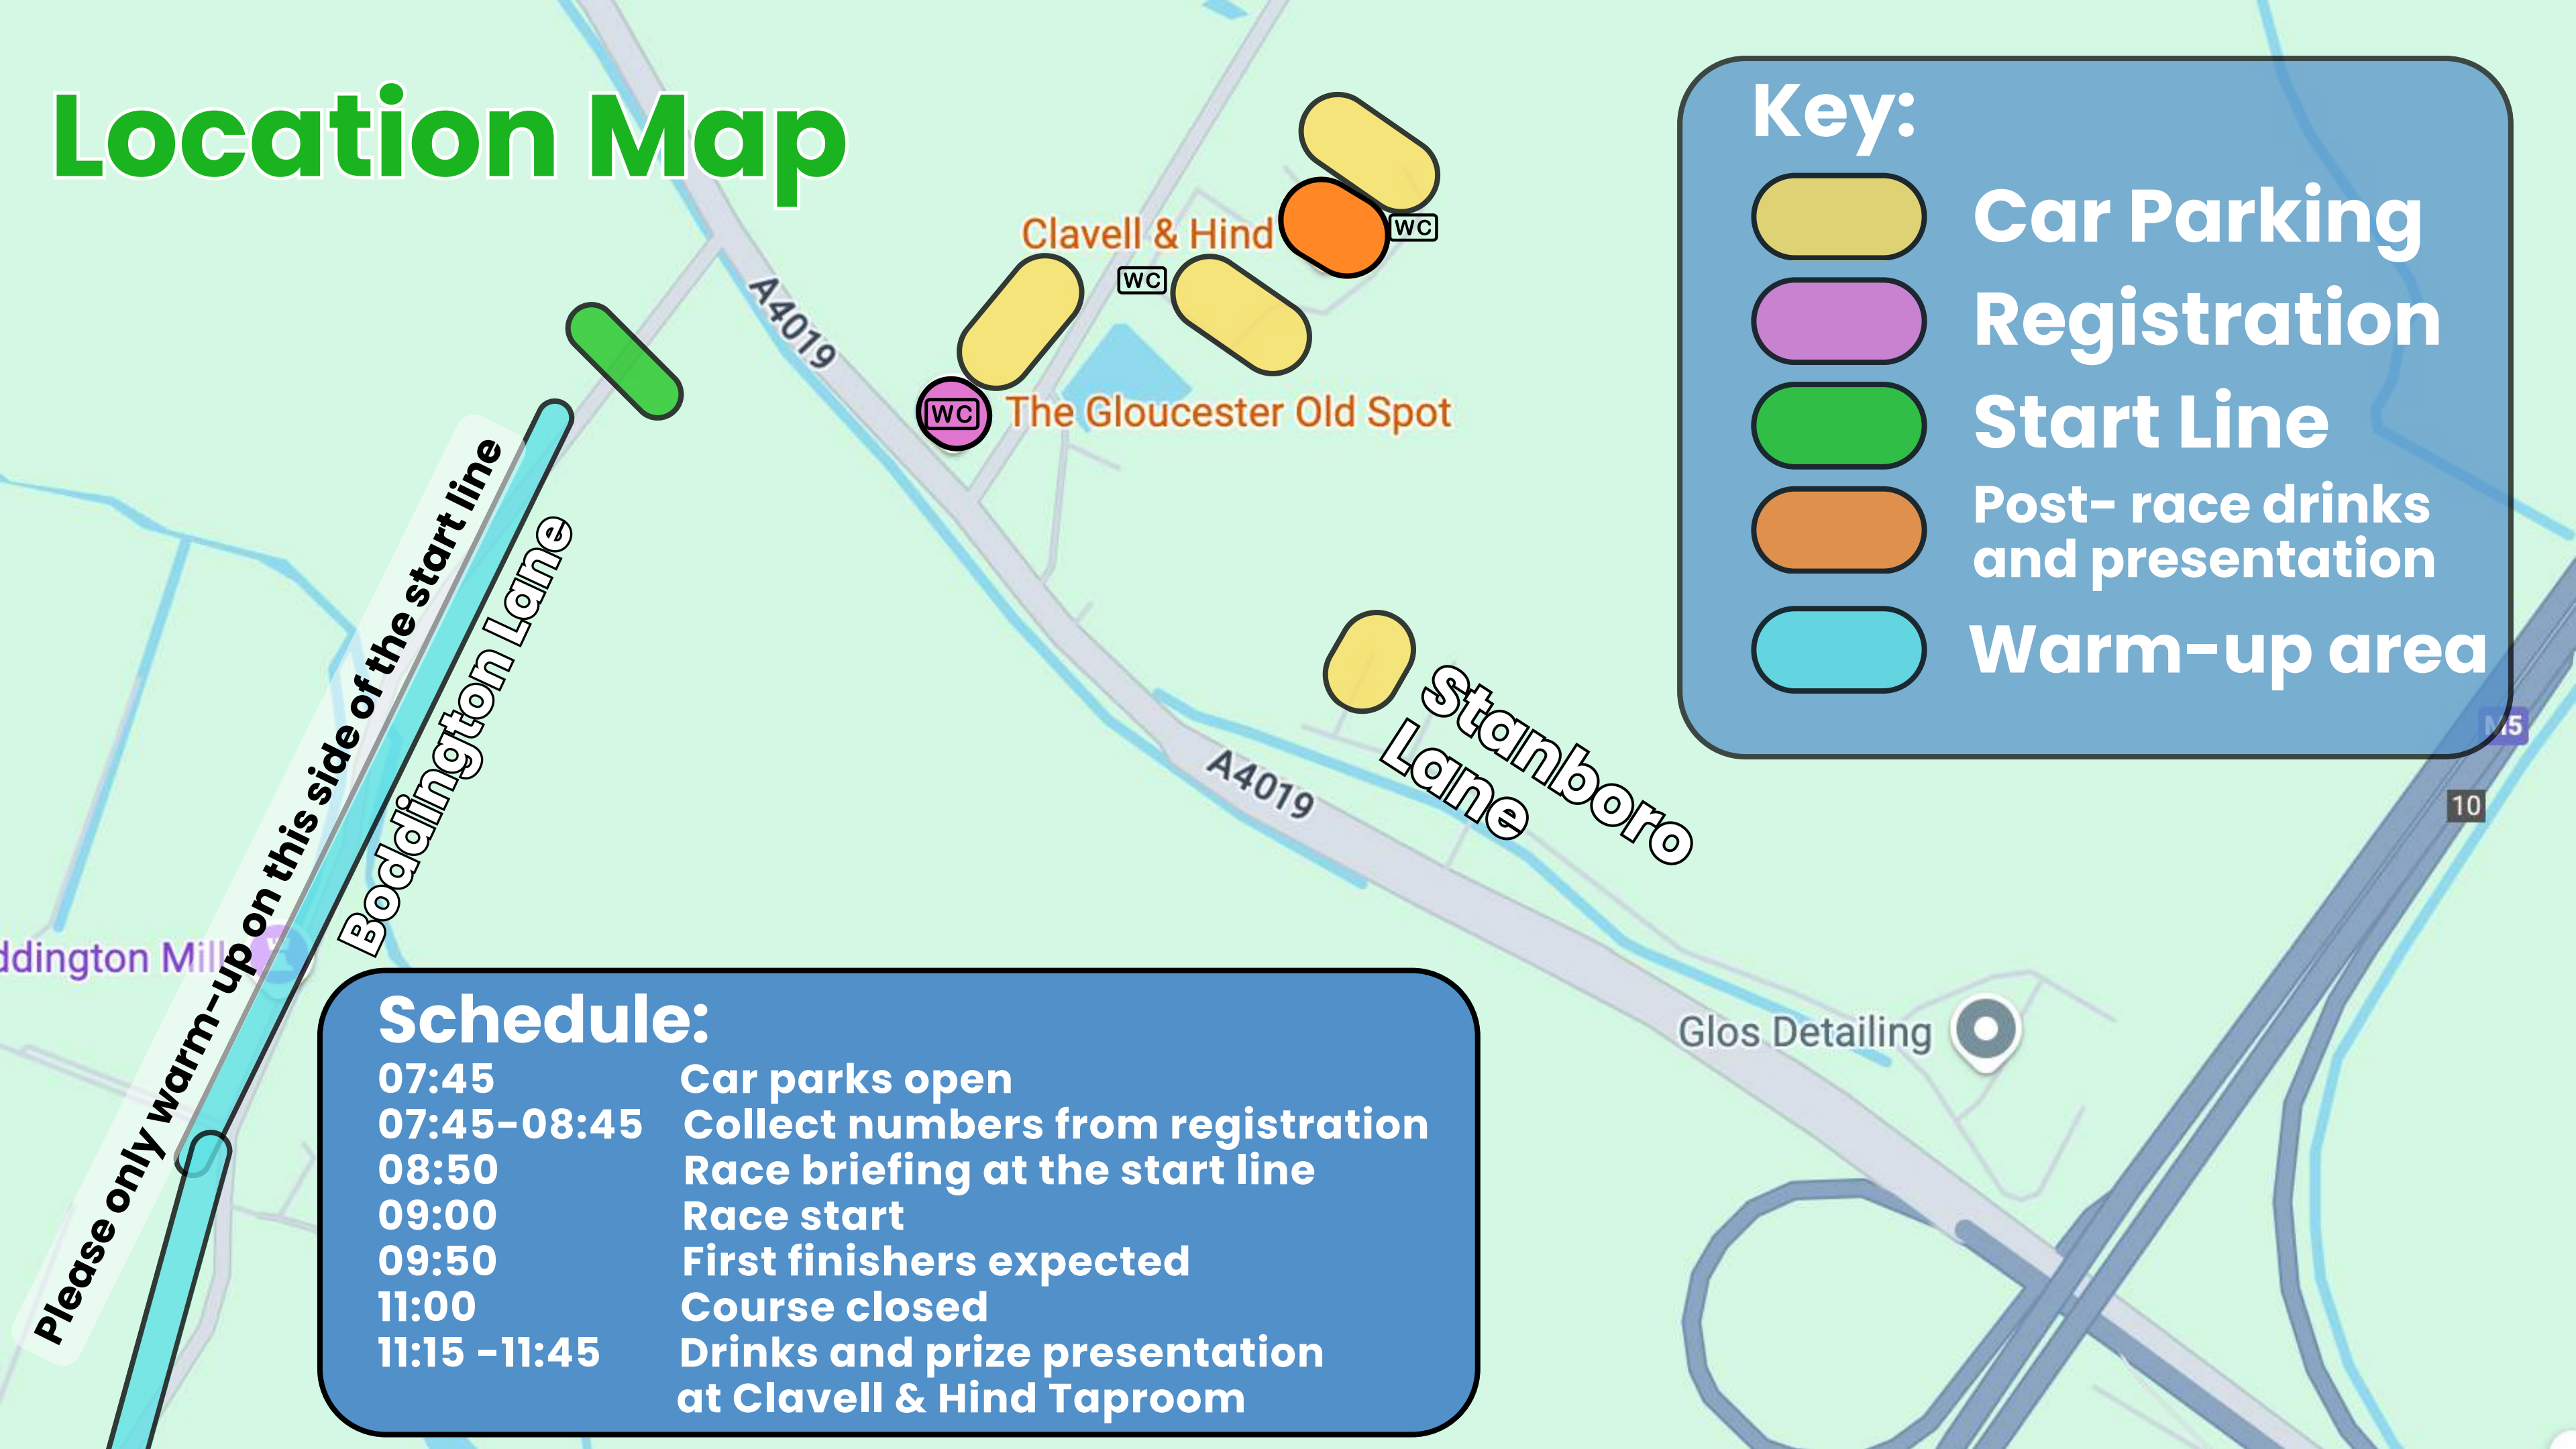 Location Map
Key:
Car Parking
Registration
Start Line
Post- race drinks
and presentation
Warm-up area
Clavell & Hind
WC
WC
WC
The Gloucester Old Spot
A4019
A4019
Stanboro
Lane
M5
10
Glos Detailing
Please only warm-up on this side of the start line
Boddington Lane
ddington Mill
Schedule:
07:45 Car parks open
07:45-08:45 Collect numbers from registration
08:50 Race briefing at the start line
09:00 Race start
09:50 First finishers expected
11:00 Course closed
11:15 -11:45 Drinks and prize presentation
at Clavell & Hind Taproom